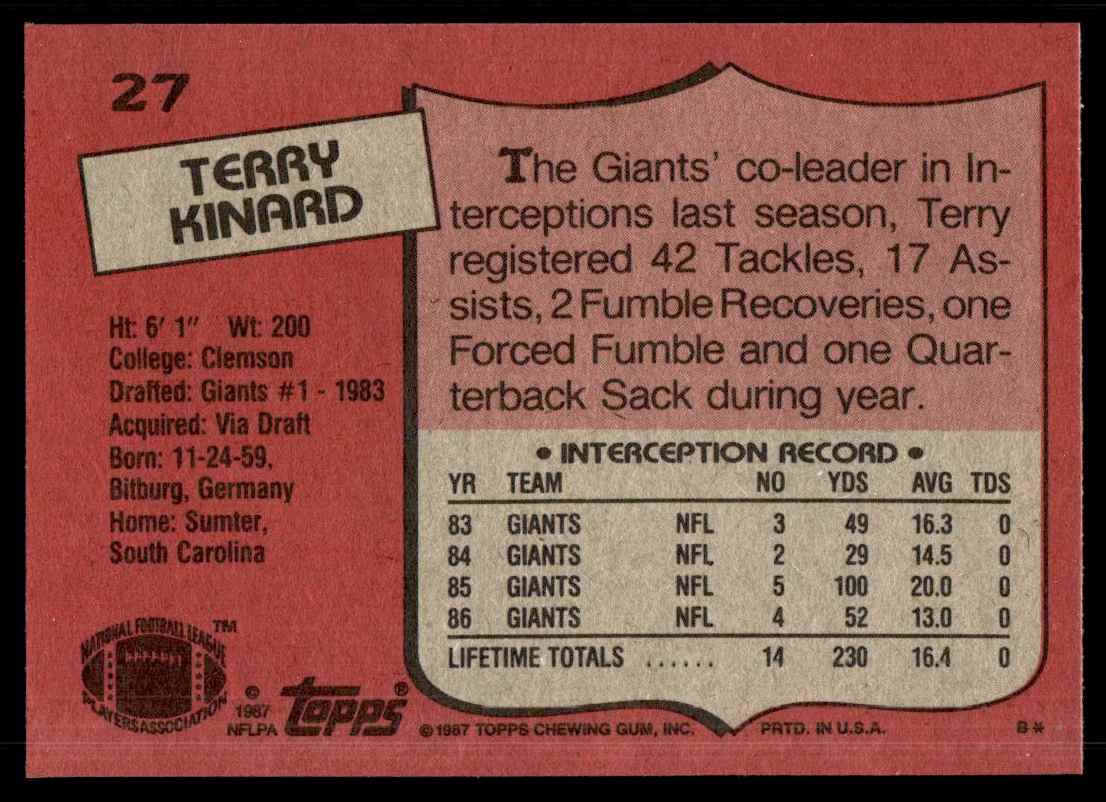 27
TERRY
KINARD
Ht: 6' 1" Wt: 200
College: Clemson
Drafted: Giants #1 - 1983
Acquired: Via Draft
Born: 11-24-59,
Bitburg, Germany
Home: Sumter,
South Carolina
The Giants' co-leader in In-
terceptions last season, Terry
registered 42 Tackles, 17 As-
sists, 2 Fumble Recoveries, one
Forced Fumble and one Quar-
terback Sack during year.
• INTERCEPTION RECORD •
YR TEAM NO YDS AVG TDS
83 GIANTS NFL 3 49 16.3 0
84 GIANTS NFL 2 29 14.5 0
85 GIANTS NFL 5 100 20.0 0
86 GIANTS NFL 4 52 13.0 0
LIFETIME TOTALS ...... 14 230 16.4 0
NATIONAL FOOTBALL LEAGUE TM
PLAYERS ASSOCIATION
© 1987 NFLPA
topps®
©1987 TOPPS CHEWING GUM, INC. PRTD. IN U.S.A. B*